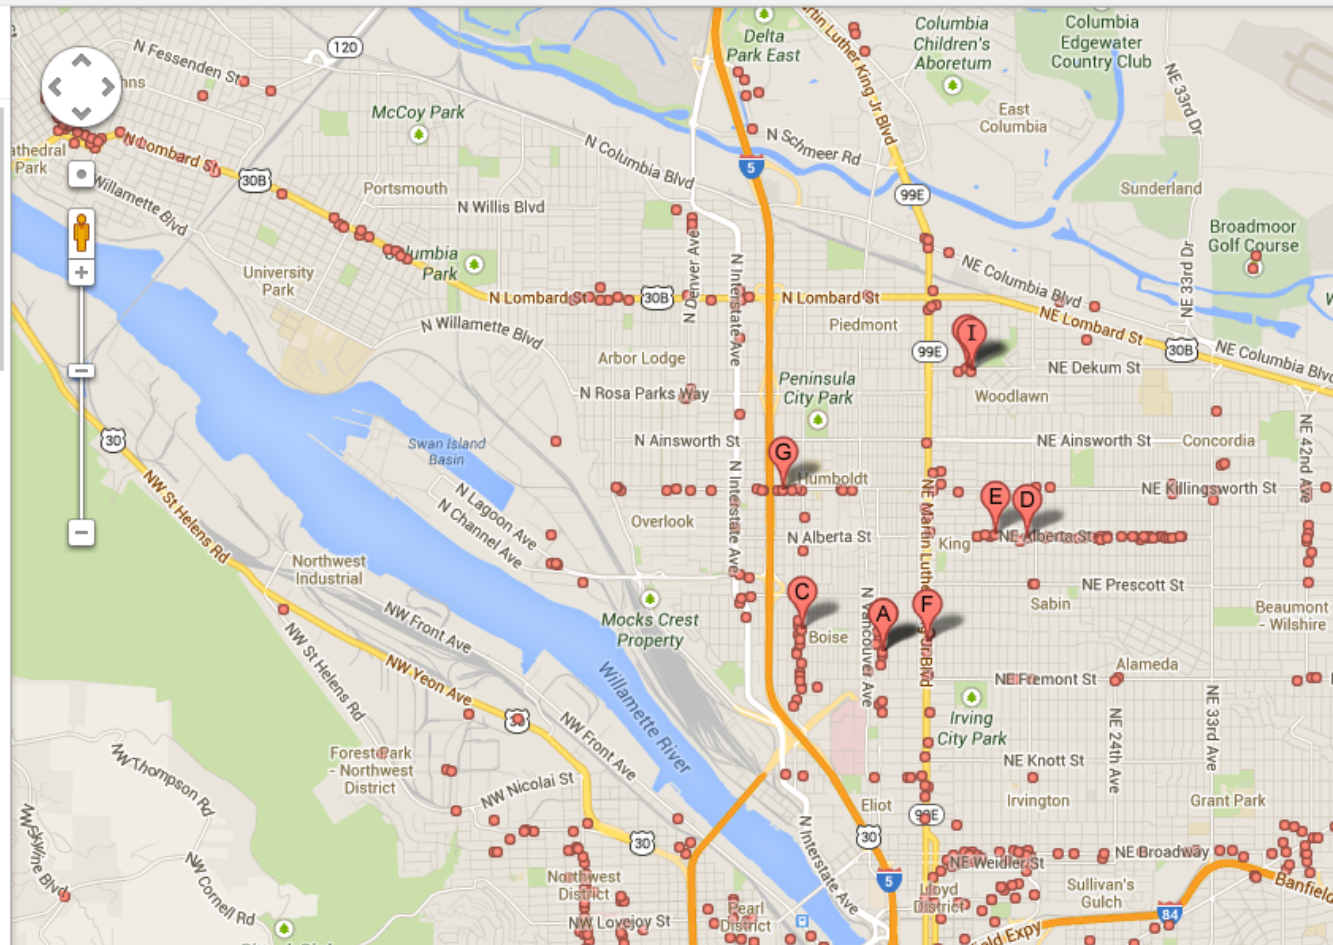 120
N Fessenden St
Delta
Park East
Martin Luther King Jr Blvd
Columbia
Children's
Arboretum
Columbia
Edgewater
Country Club
NE 33rd Dr
McCoy Park
East
Columbia
N Schmeer Rd
N Columbia Blvd
5
N Lombard St
30B
Portsmouth
Willamette Blvd
N Willis Blvd
99E
Sunderland
Broadmoor
Golf Course
Columbia
Park
University
Park
N Denver Ave
N Interstate Ave
NE Columbia Blvd
NE 33rd Dr
N Lombard St
30B
N Lombard St
NE Lombard St
N Willamette Blvd
Piedmont
I
99E
30B
NE Columbia Blvd
Arbor Lodge
NE Dekum St
Peninsula
City Park
N Rosa Parks Way
Woodlawn
30
Swan Island
Basin
N Ainsworth St
NE Ainsworth St
Concordia
NE 42nd Ave
G
Humboldt
NW St Helens Rd
N Lagoon Ave
N Channel Ave
N Interstate Ave
NE Killingsworth St
E
D
Overlook
N Alberta St
King
NE Alberta St
Northwest
Industrial
NE Martin Luther King Jr Blvd
NE Prescott St
C
A
F
Sabin
Beaumont
- Wilshire
NW Front Ave
Mocks Crest
Property
Boise
N Vancouver Ave
NW St Helens Rd
NW Yeon Ave
Alameda
NE Fremont St
Willamette River
Irving
City Park
NE 24th Ave
NE 33rd Ave
30
NW Front Ave
Forest Park
- Northwest
District
NE Knott St
NW Thompson Rd
NW Nicolai St
Eliot
Irvington
Grant Park
NW Skyline Blvd
30
N Interstate Ave
30
99E
NE Broadway
NE Weidler St
NW Cornell Rd
Northwest
District
5
Lloyd
District
Sullivan's
Gulch
Banfield
NW Lovejoy St
Pearl
District
84